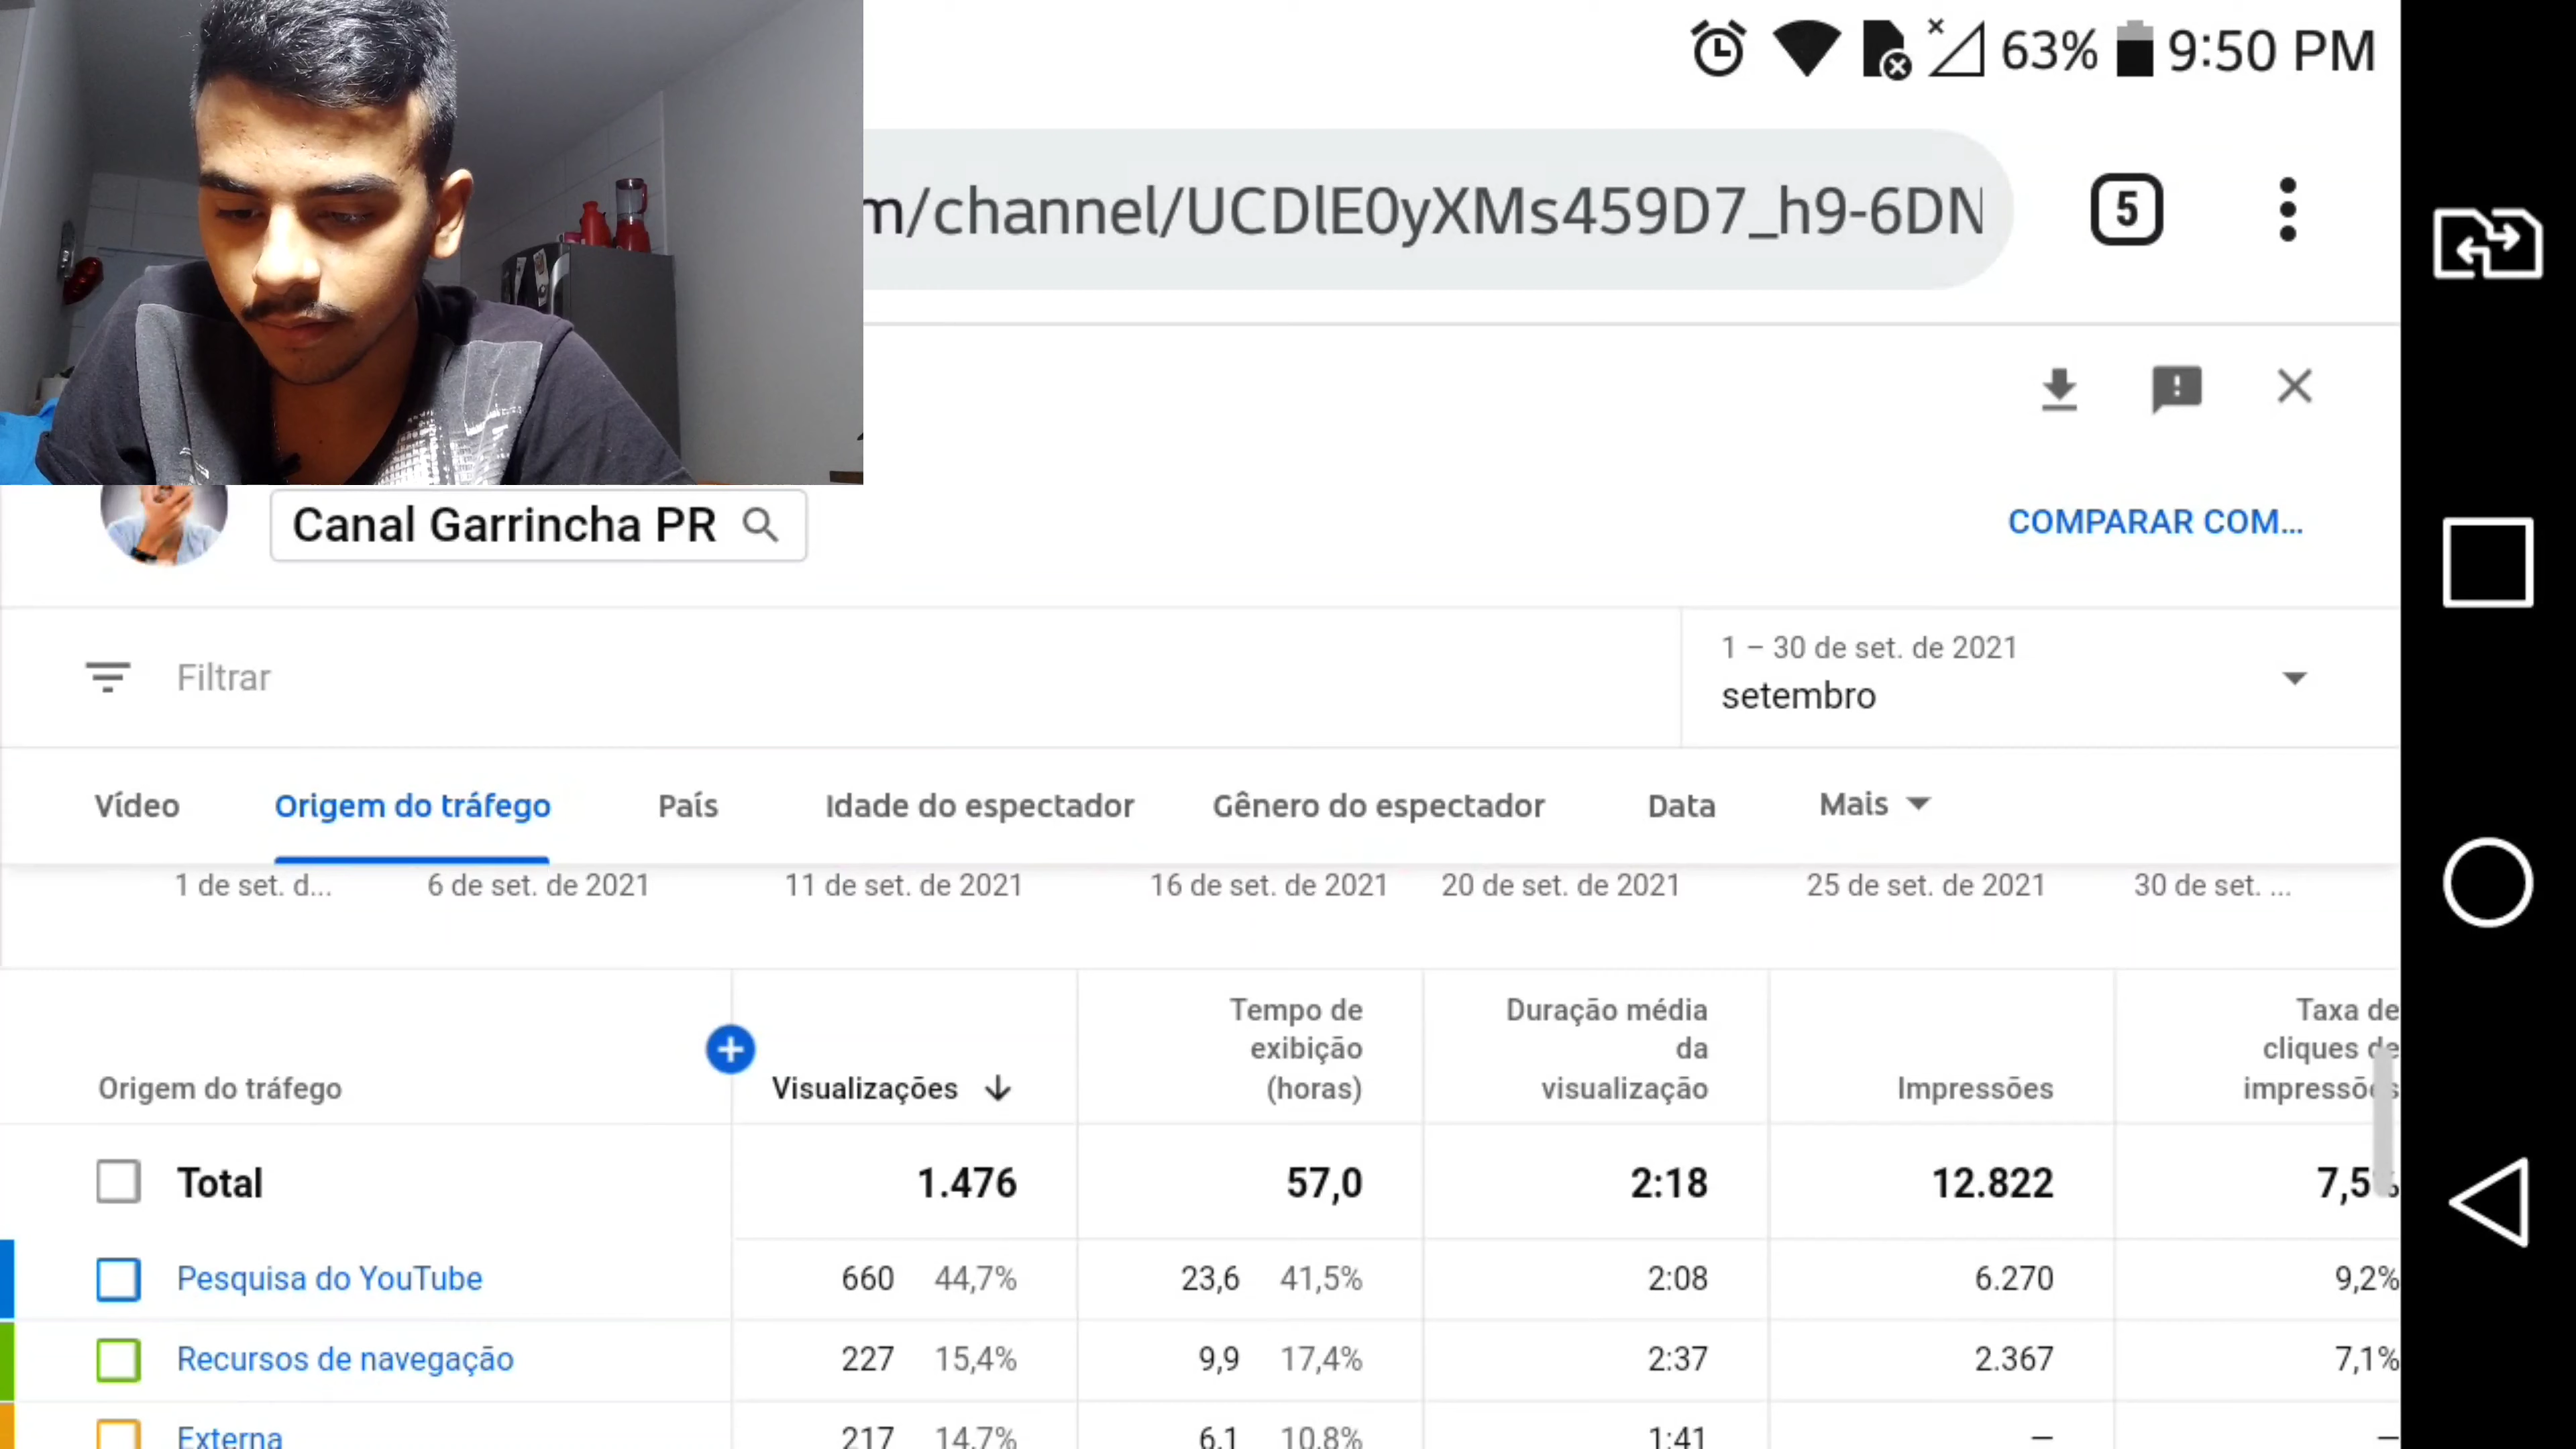 63% 9:50 PM
m/channel/UCDlE0yXMs459D7_h9-6DN
5
Canal Garrincha PR
COMPARAR COM...
Filtrar
1 – 30 de set. de 2021
setembro
Vídeo Origem do tráfego País Idade do espectador Gênero do espectador Data Mais
1 de set. d... 6 de set. de 2021 11 de set. de 2021 16 de set. de 2021 20 de set. de 2021 25 de set. de 2021 30 de set. ...
Origem do tráfego
Visualizações
Tempo de
exibição
(horas)
Duração média
da
visualização
Impressões
Taxa de
cliques de
impressões
Total 1.476 57,0 2:18 12.822 7,5%
Pesquisa do YouTube 660 44,7% 23,6 41,5% 2:08 6.270 9,2%
Recursos de navegação 227 15,4% 9,9 17,4% 2:37 2.367 7,1%
Externa 217 14,7% 6,1 10,8% 1:41 – –